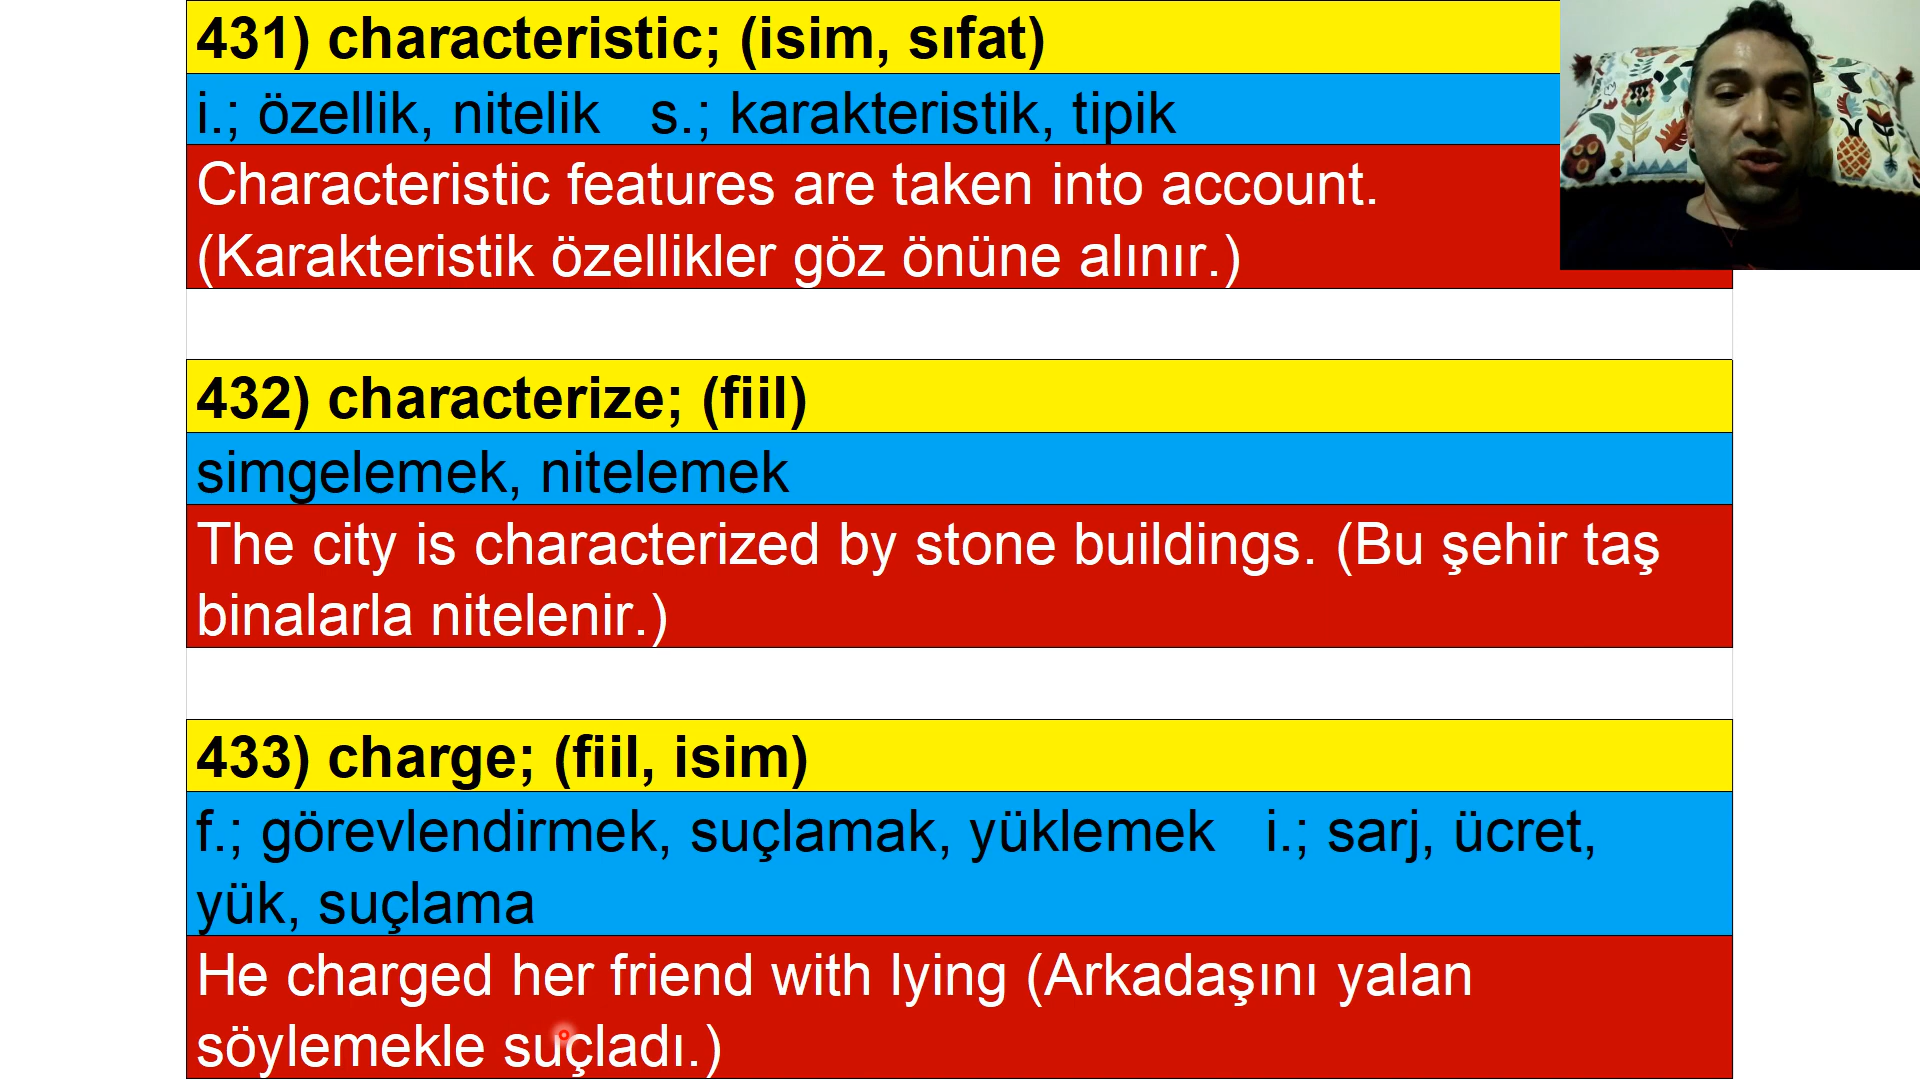 431) characteristic; (isim, sıfat)
i.; özellik, nitelik s.; karakteristik, tipik
Characteristic features are taken into account.
(Karakteristik özellikler göz önüne alınır.)
432) characterize; (fiil)
simgelemek, nitelemek
The city is characterized by stone buildings. (Bu şehir taş
binalarla nitelenir.)
433) charge; (fiil, isim)
f.; görevlendirmek, suçlamak, yüklemek i.; sarj, ücret,
yük, suçlama
He charged her friend with lying (Arkadaşını yalan
söylemekle suçladı.)